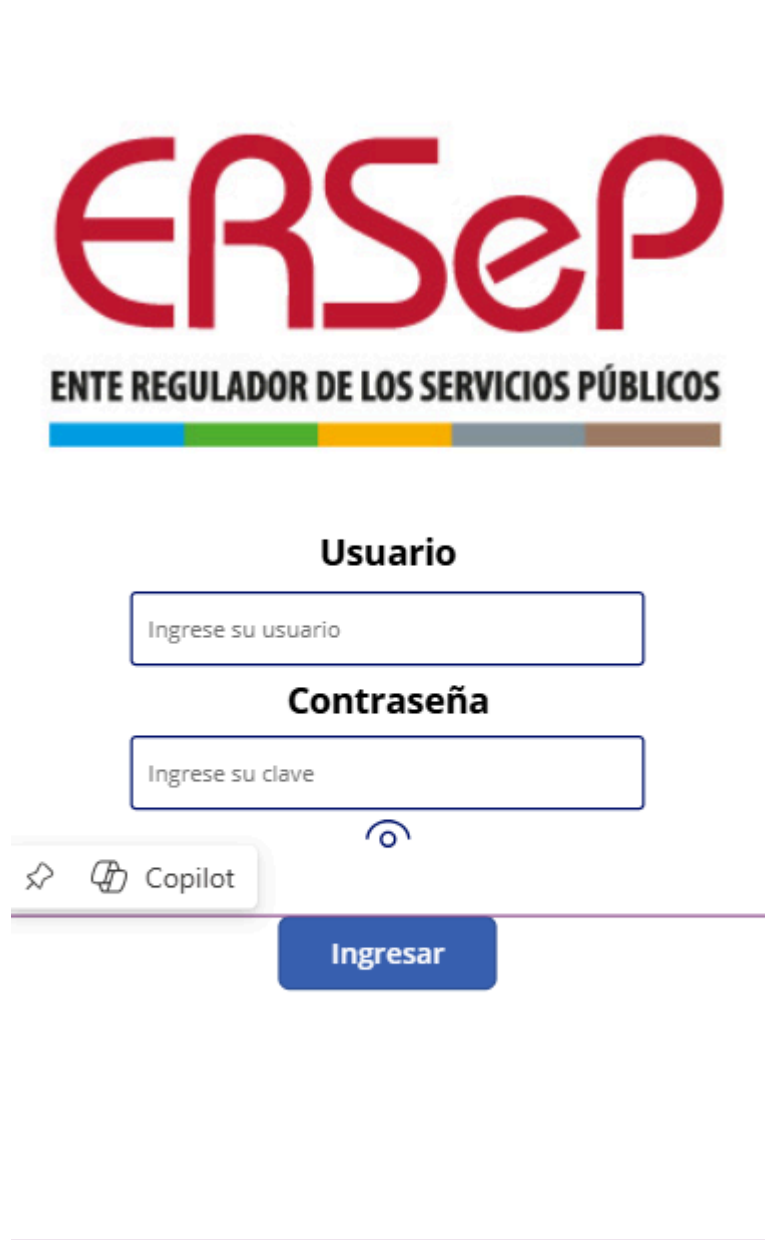 ERSeP
ENTE REGULADOR DE LOS SERVICIOS PÚBLICOS
Usuario
Ingrese su usuario
Contraseña
Ingrese su clave
Copilot
Ingresar